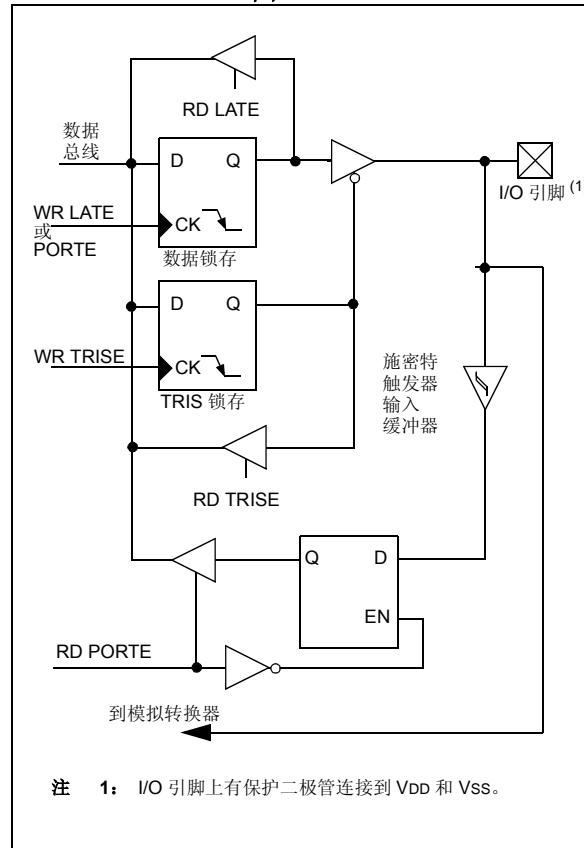 RD LATE
数据
总线
D Q
I/O 引脚 (1
WR LATE
或
PORTE
CK
数据锁存
D Q
WR TRISE
CK
TRIS 锁存
施密特
触发器
输入
缓冲器
RD TRISE
Q D
EN
RD PORTE
到模拟转换器
注 1： I/O 引脚上有保护二极管连接到 VDD 和 VSS。